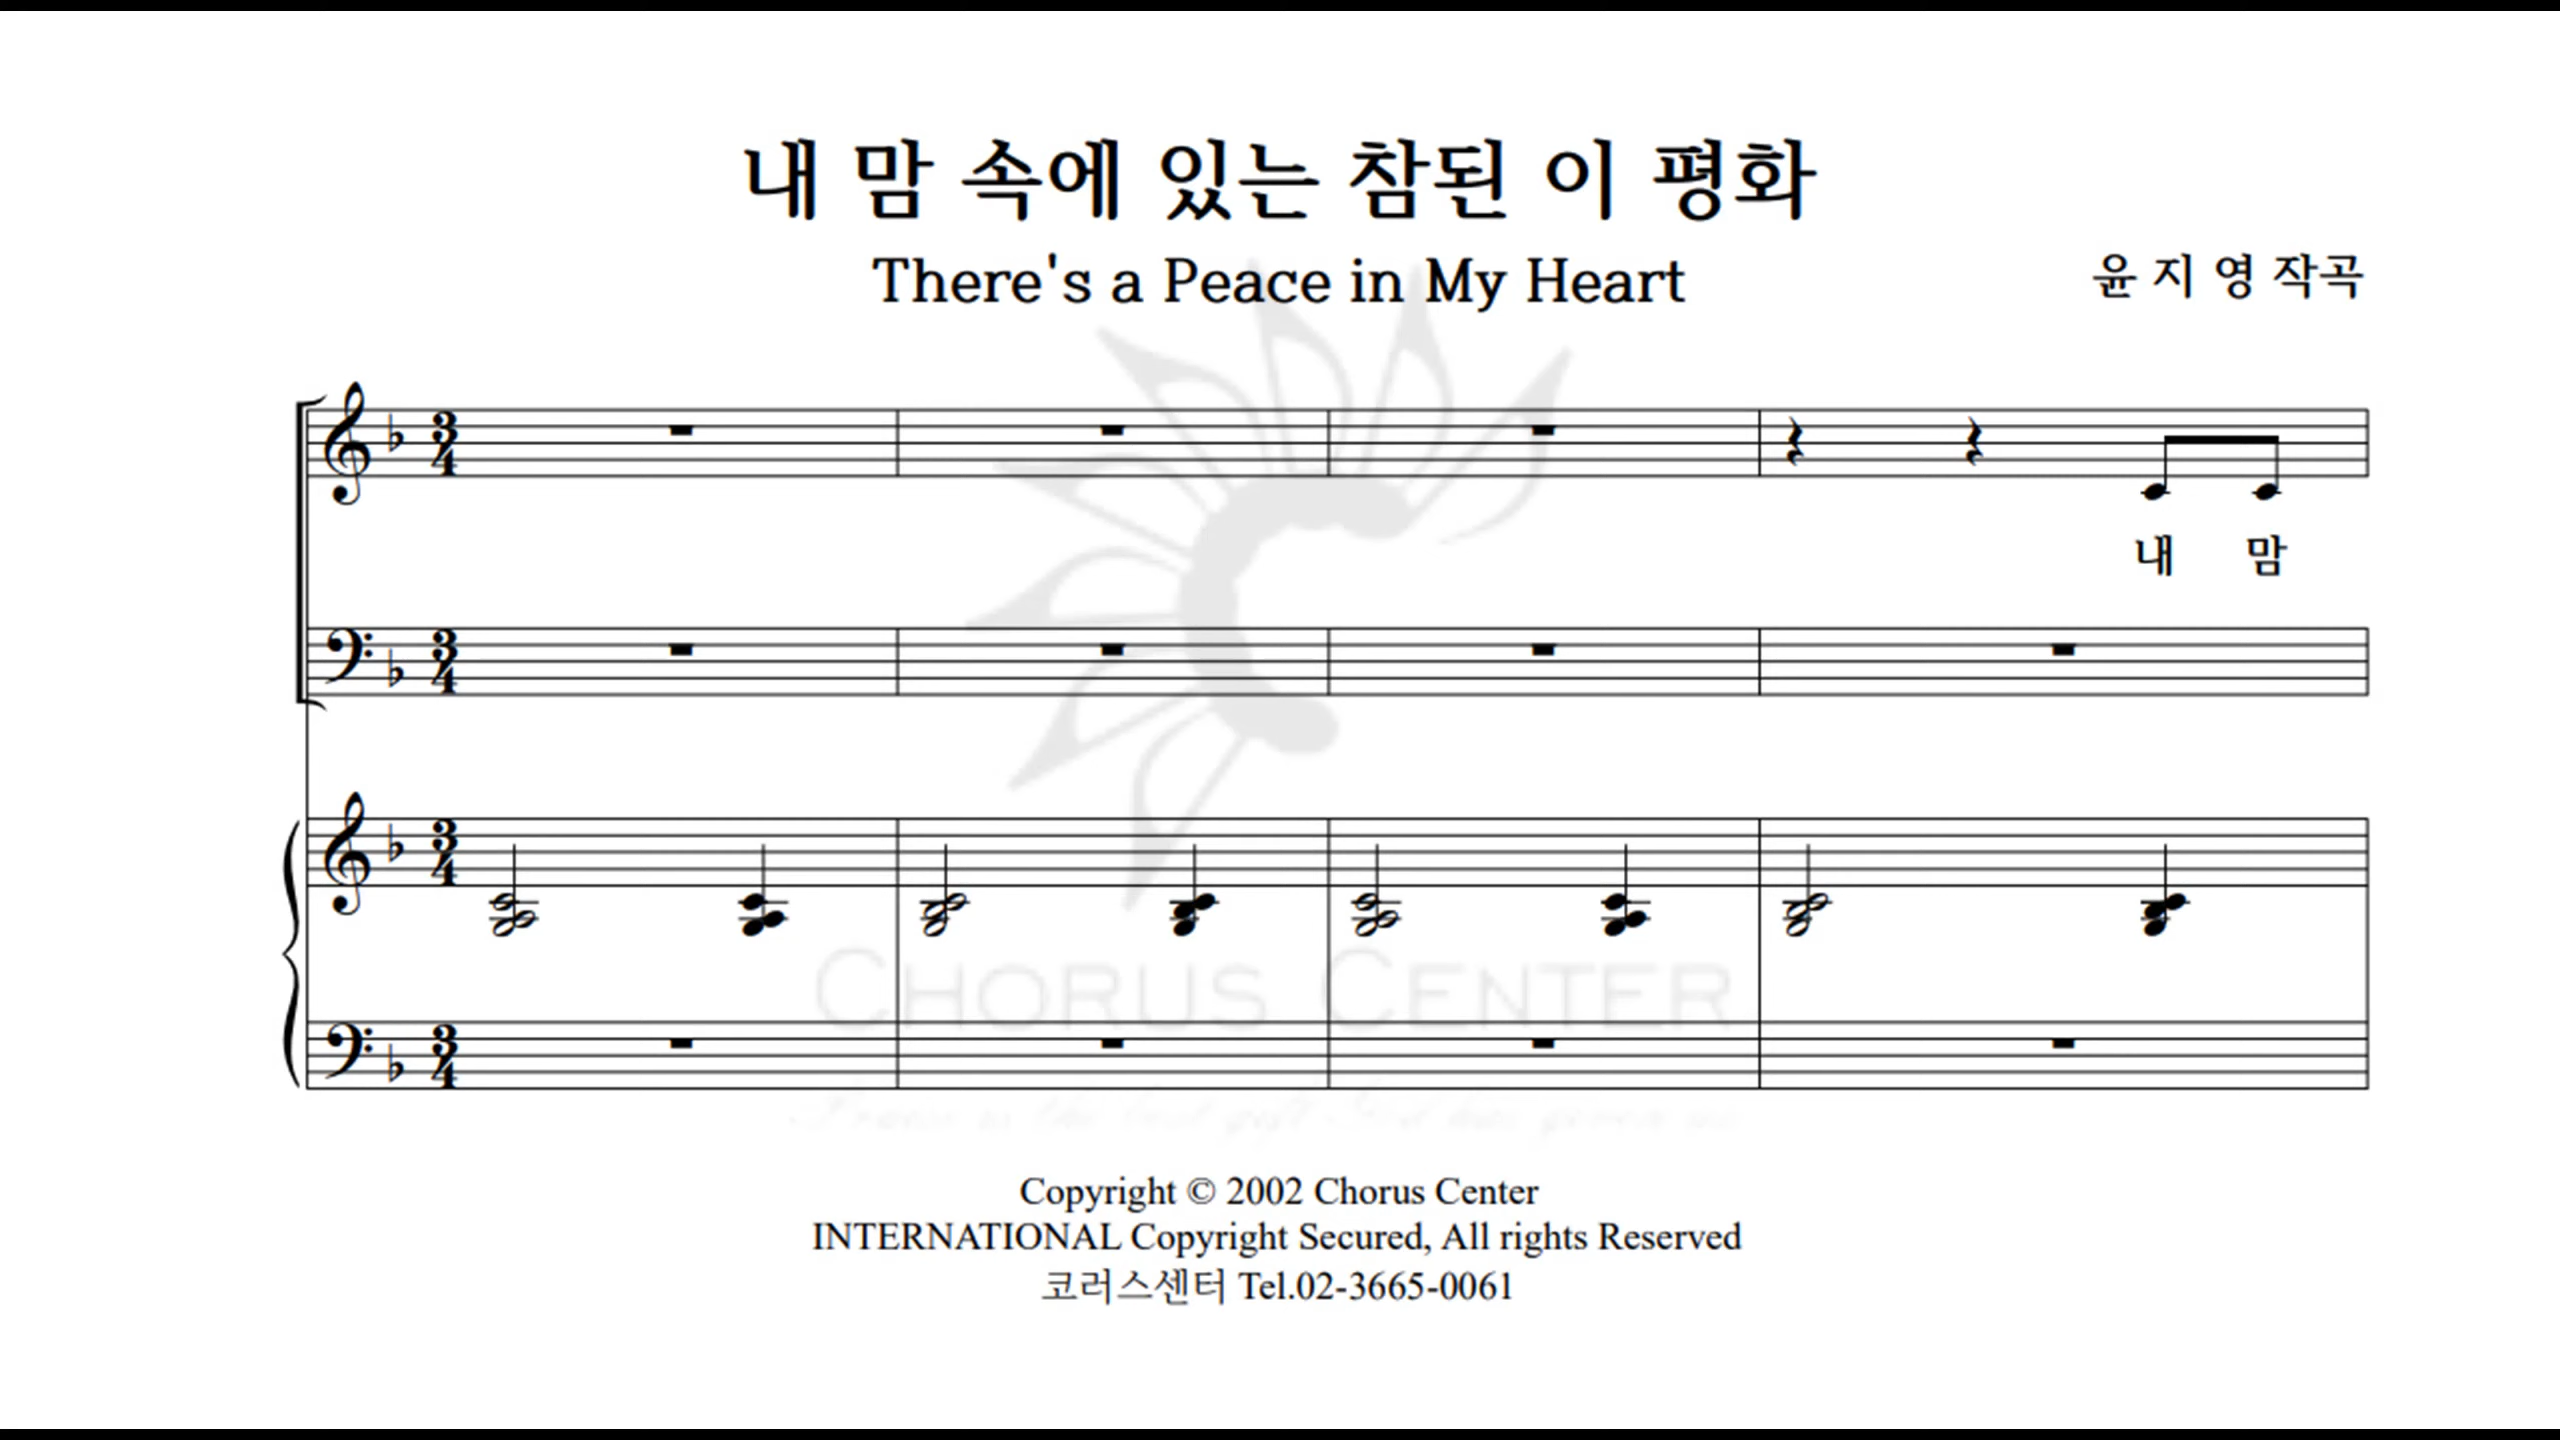 내 맘 속에 있는 참된 이 평화
There's a Peace in My Heart
윤 지 영 작곡
내 맘
CHORUS CENTER
Copyright © 2002 Chorus Center
INTERNATIONAL Copyright Secured, All rights Reserved
코러스센터 Tel.02-3665-0061